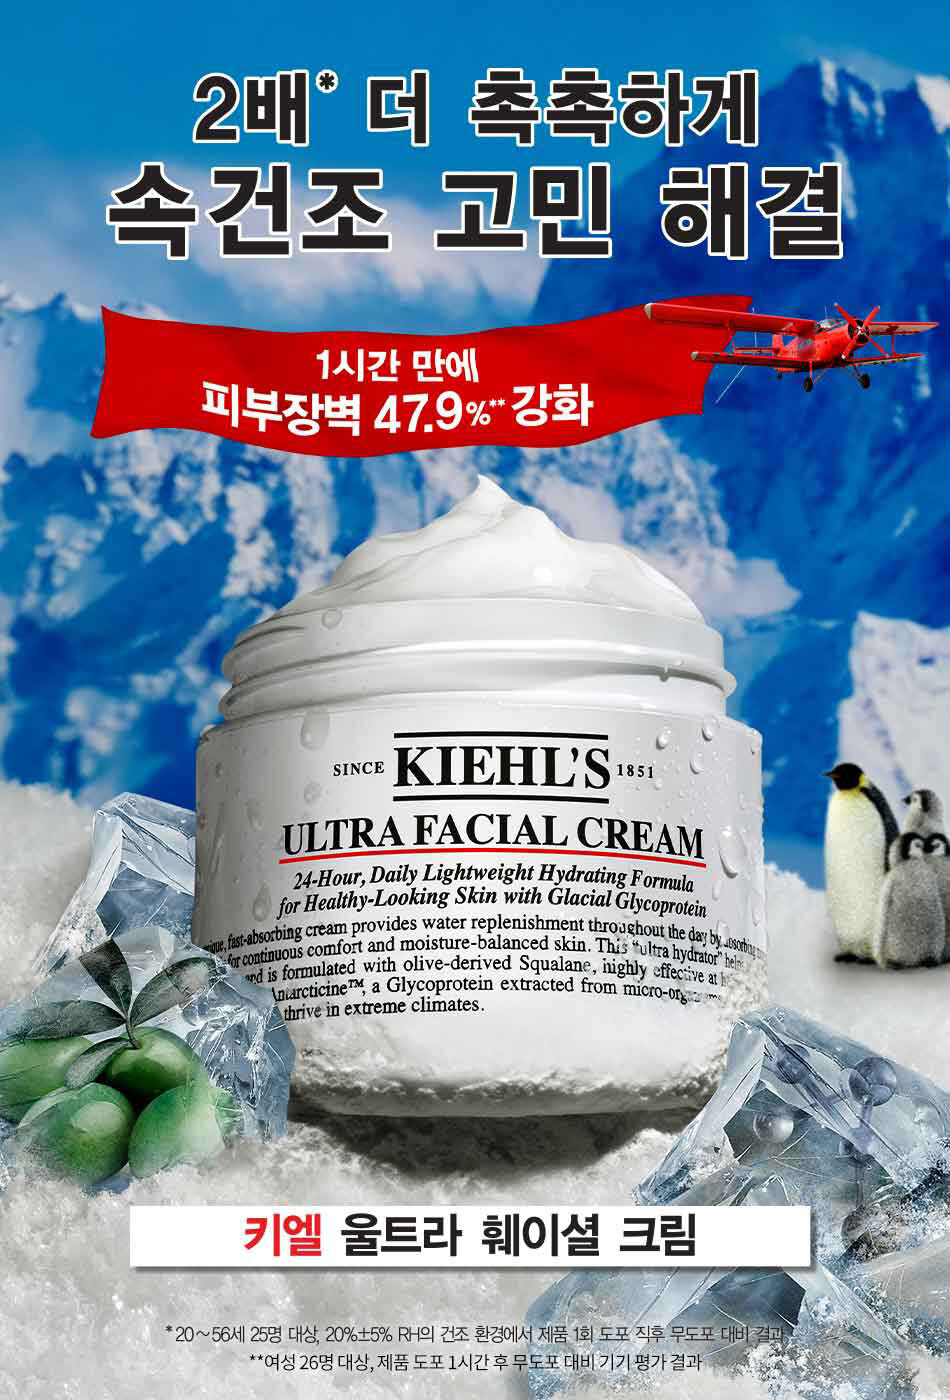 2배* 더 촉촉하게
속건조 고민 해결
1시간 만에
피부장벽 47.9%** 강화
SINCE KIEHL'S 1851
ULTRA FACIAL CREAM
24-Hour, Daily Lightweight Hydrating Formula
for Healthy-Looking Skin with Glacial Glycoprotein
fast-absorbing cream provides water replenishment throughout the day by
for continuous comfort and moisture-balanced skin. This "ultra hydrator"
is formulated with olive-derived Squalane, highly effective at
Antarcticine™, a Glycoprotein extracted from
thrive in extreme climates.
키엘 울트라 훼이셜 크림
*20~56세 25명 대상, 20%±5% RH의 건조 환경에서 제품 1회 도포 직후 무도포 대비 결과
**여성 26명 대상, 제품 도포 1시간 후 무도포 대비 기기 평가 결과